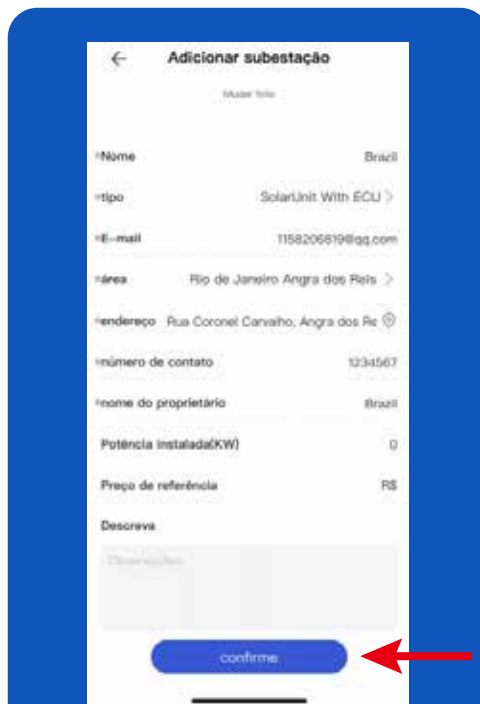 Adicionar subestação
Mudar foto
*Nome Brazil
*tipo SolarUnit With ECU >
*E-mail 1158206819@qq.com
*área Rio de Janeiro Angra dos Reis >
*endereço Rua Coronel Carvalho, Angra dos Re
*número de contato 1234567
*nome do proprietário Brazil
Potência instalada(KW) 0
Preço de referência R$
Descreva
confirme